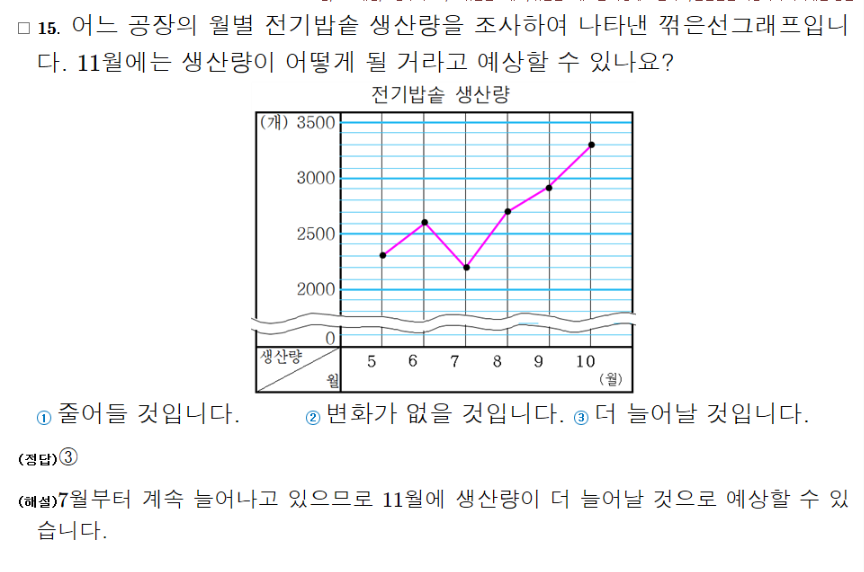 □ 15. 어느 공장의 월별 전기밥솥 생산량을 조사하여 나타낸 꺾은선그래프입니
다. 11월에는 생산량이 어떻게 될 거라고 예상할 수 있나요?
전기밥솥 생산량
(개) 3500
3000
2500
2000
0
생산량
월
5 6 7 8 9 10
(월)
① 줄어들 것입니다. ② 변화가 없을 것입니다. ③ 더 늘어날 것입니다.
(정답)③
(해설)7월부터 계속 늘어나고 있으므로 11월에 생산량이 더 늘어날 것으로 예상할 수 있
습니다.